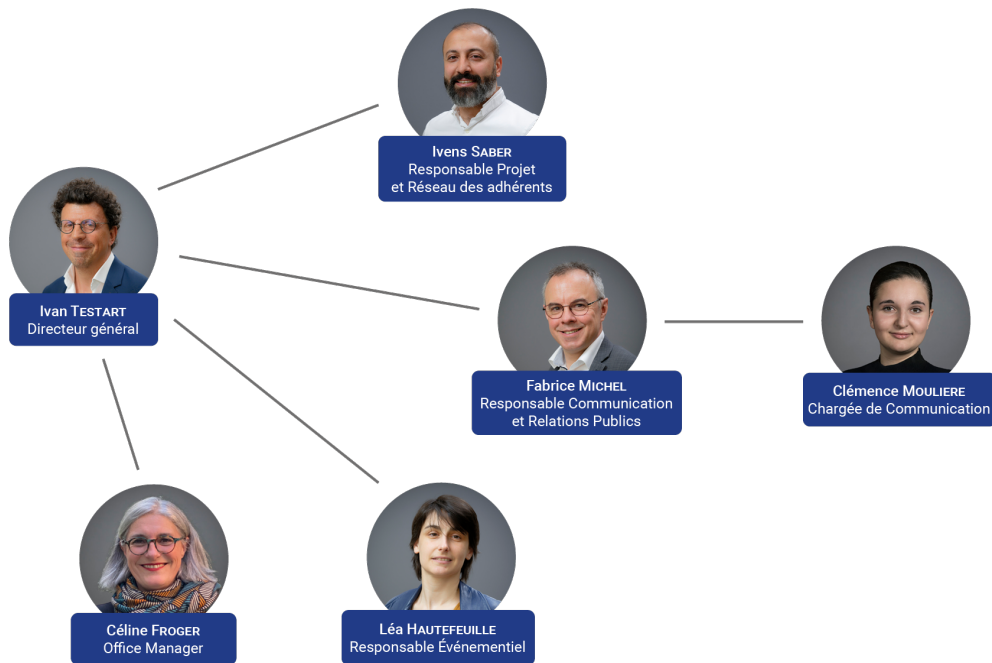 Ivens SABER
Responsable Projet
et Réseau des adhérents
Ivan TESTART
Directeur général
Fabrice MICHEL
Responsable Communication
et Relations Publics
Clémence MOULIERE
Chargée de Communication
Céline FROGER
Office Manager
Léa HAUTEFEUILLE
Responsable Événementiel